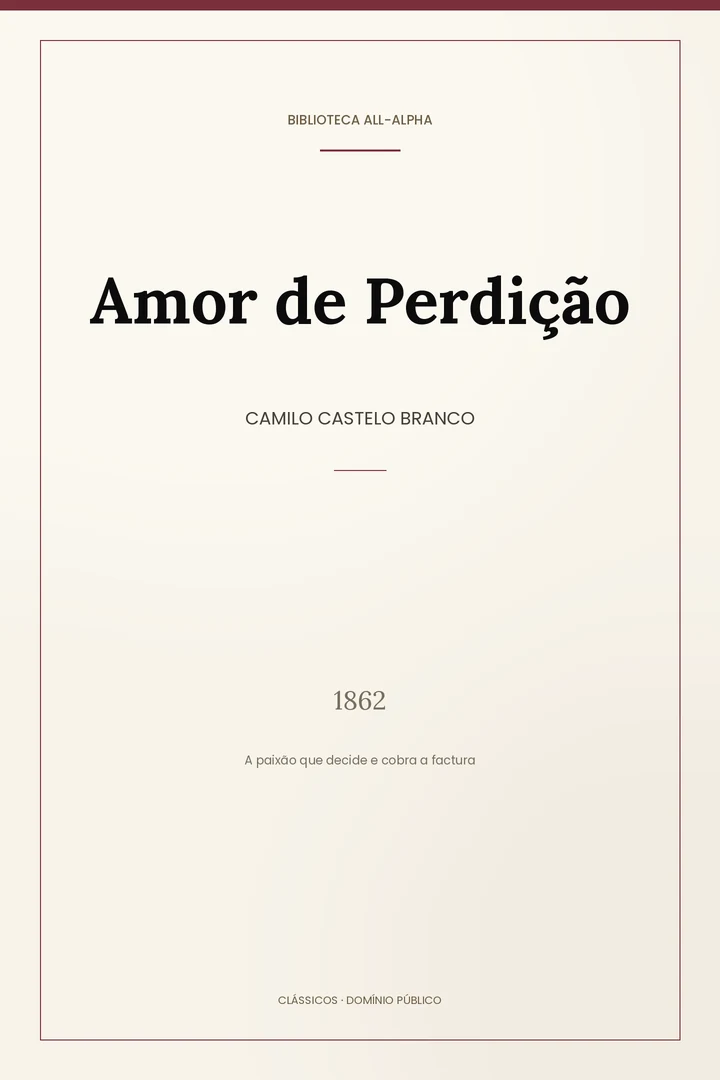 BIBLIOTECA ALL-ALPHA
Amor de Perdição
CAMILO CASTELO BRANCO
1862
A paixão que decide e cobra a factura
CLÁSSICOS · DOMÍNIO PÚBLICO